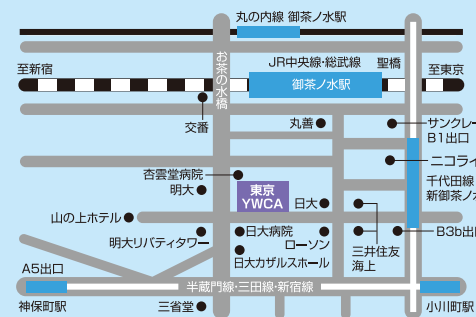 丸の内線 御茶ノ水駅
お茶の水橋
JR中央線・総武線
聖橋
至新宿
御茶ノ水駅
至東京
交番
丸善
サンクレー
B1出口
ニコライ
杏雲堂病院
明大
東京
YWCA
日大
千代田線
新御茶ノ水
山の上ホテル
明大リバティタワー
日大病院
ローソン
日大カザルスホール
三井住友
海上
B3b出口
A5出口
半蔵門線・三田線・新宿線
神保町駅
三省堂
小川町駅